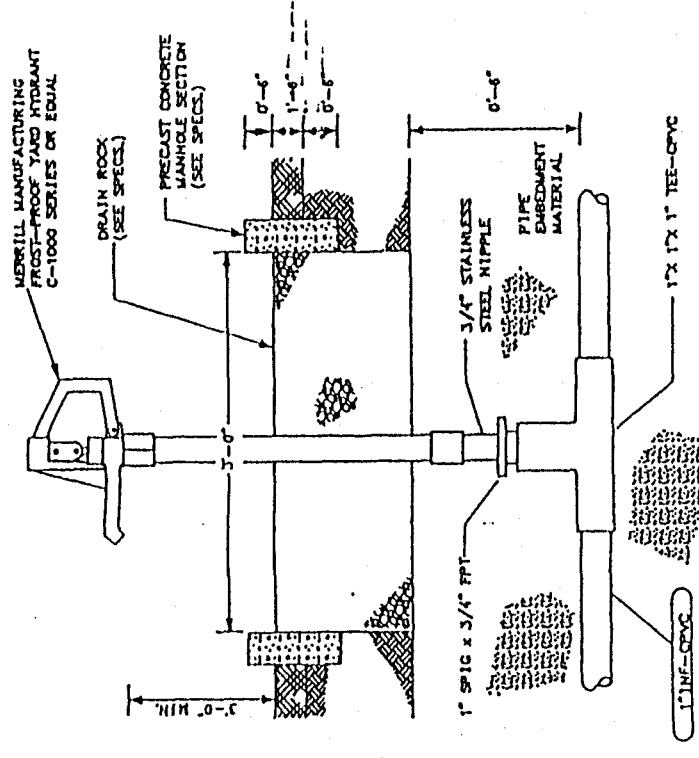 MERRILL MANUFACTURING
FROST-PROOF YARD HYDRANT
C-1000 SERIES OR EQUAL
DRAIN ROCK
(SEE SPECS.)
PRECAST CONCRETE
MANHOLE SECTION
(SEE SPECS.)
0'-6"
1'-6"
0'-6"
3'-0" MIN.
3'-0"
0'-6"
3/4" STAINLESS
STEEL NIPPLE
PIPE
EMBEDMENT
MATERIAL
1" SPIG x 3/4" FPT
1"X 1"X 1" TEE-CPVC
1"INF-CPVC